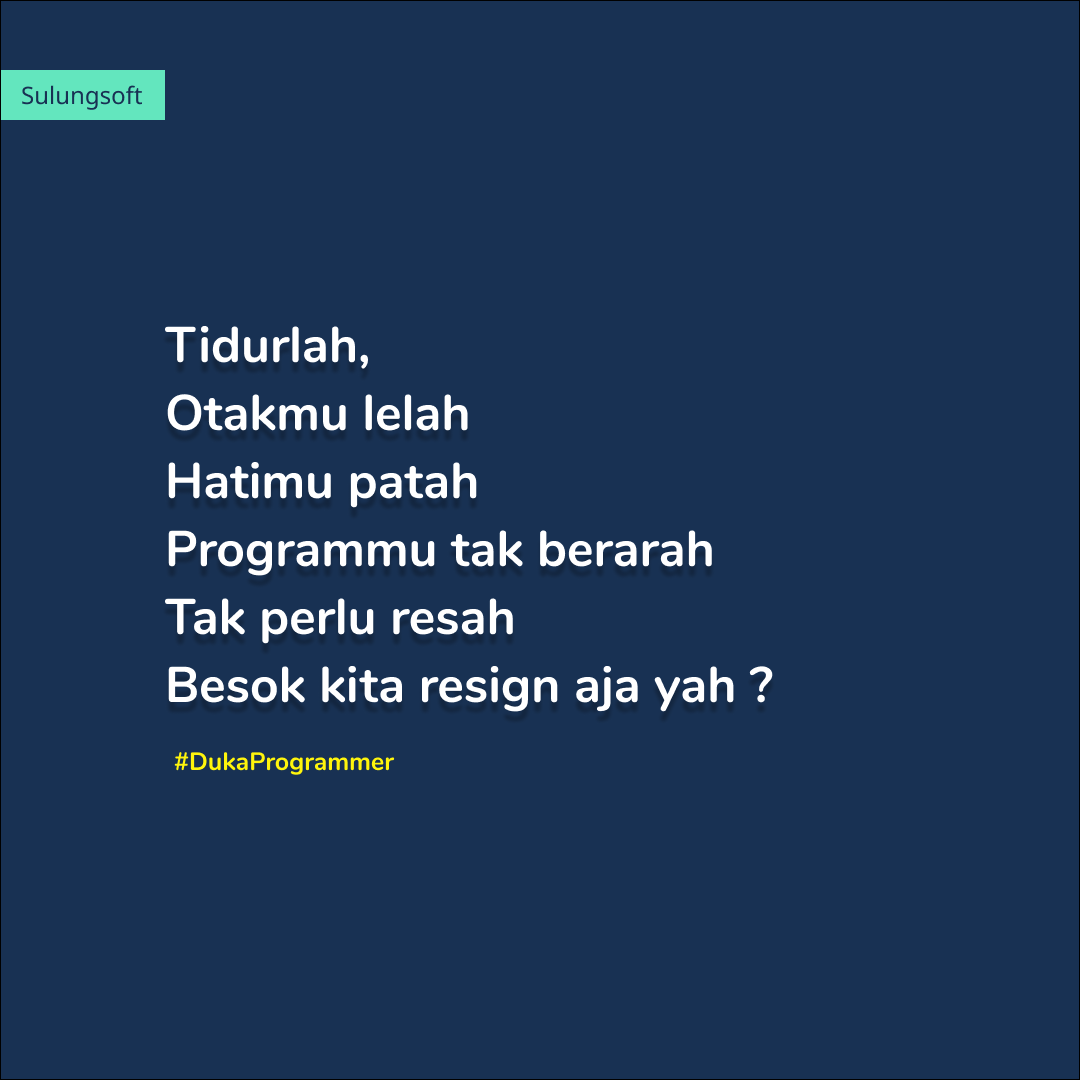 Sulungsoft
Tidurlah,
Otakmu lelah
Hatimu patah
Programmu tak berarah
Tak perlu resah
Besok kita resign aja yah ?
#DukaProgrammer